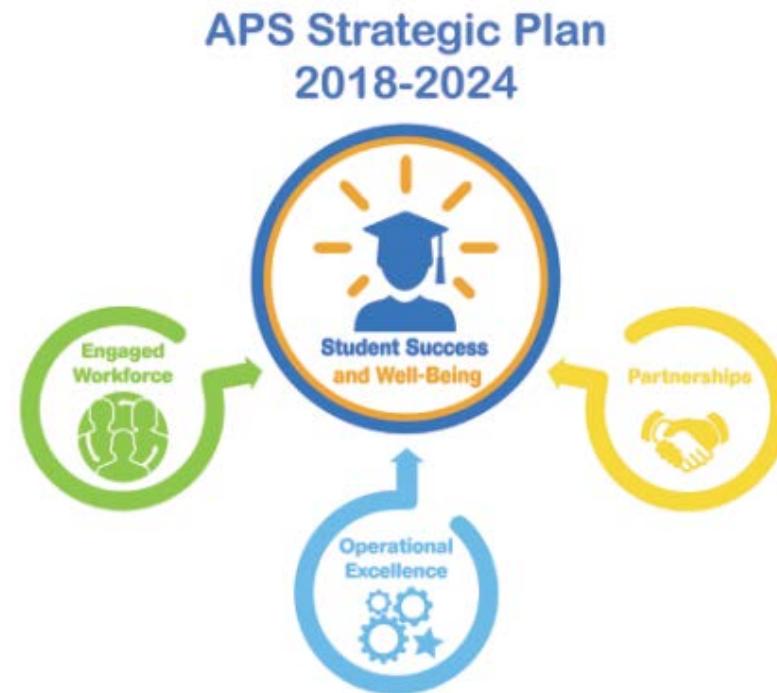 APS Strategic Plan
2018-2024
Student Success
and Well-Being
Engaged
Workforce
Partnerships
Operational
Excellence